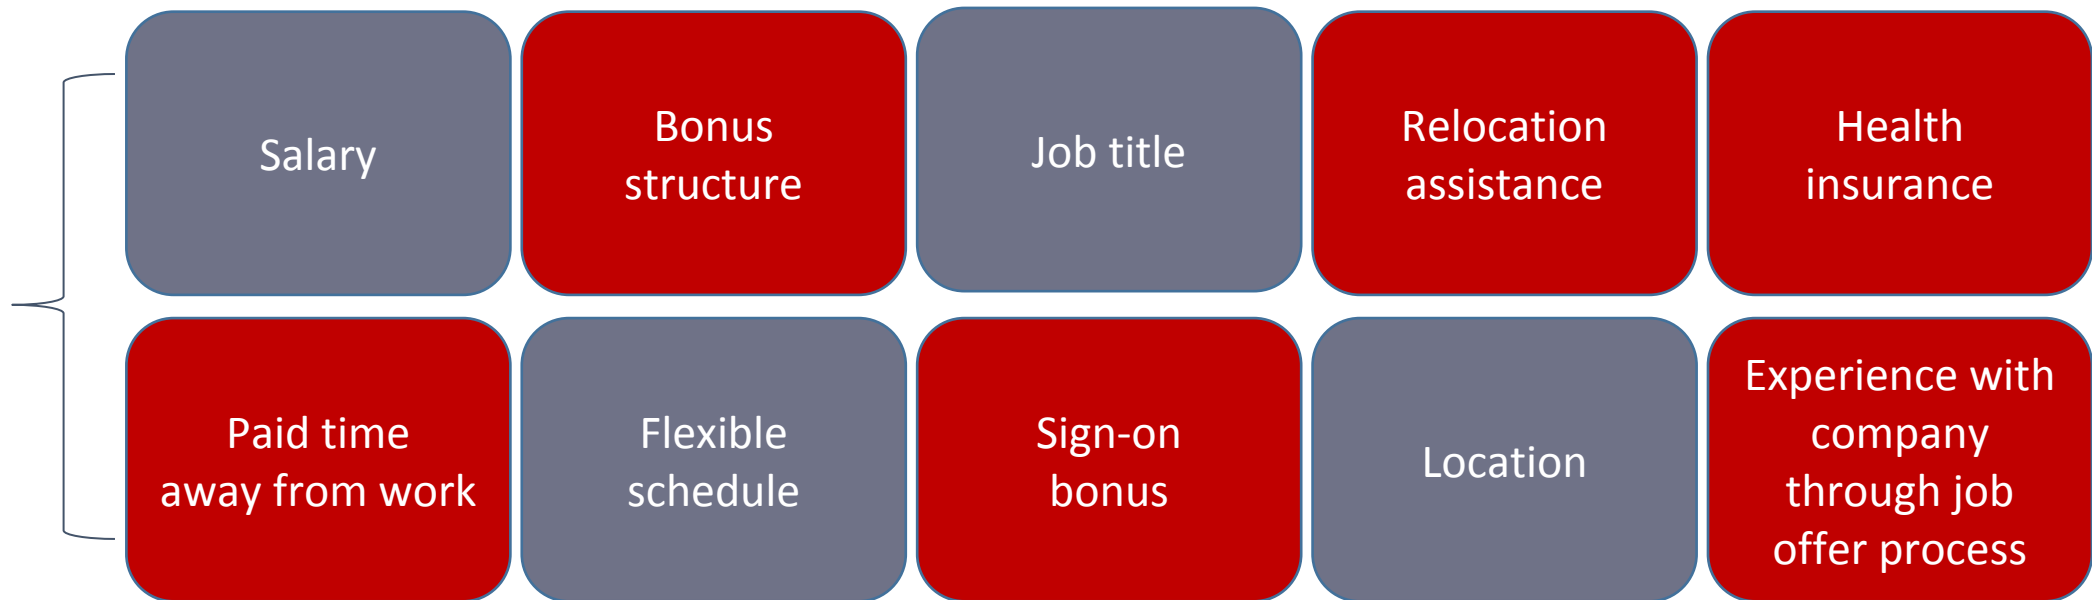 Salary
Bonus
structure
Job title
Relocation
assistance
Health
insurance
Paid time
away from work
Flexible
schedule
Sign-on
bonus
Location
Experience with
company
through job
offer process